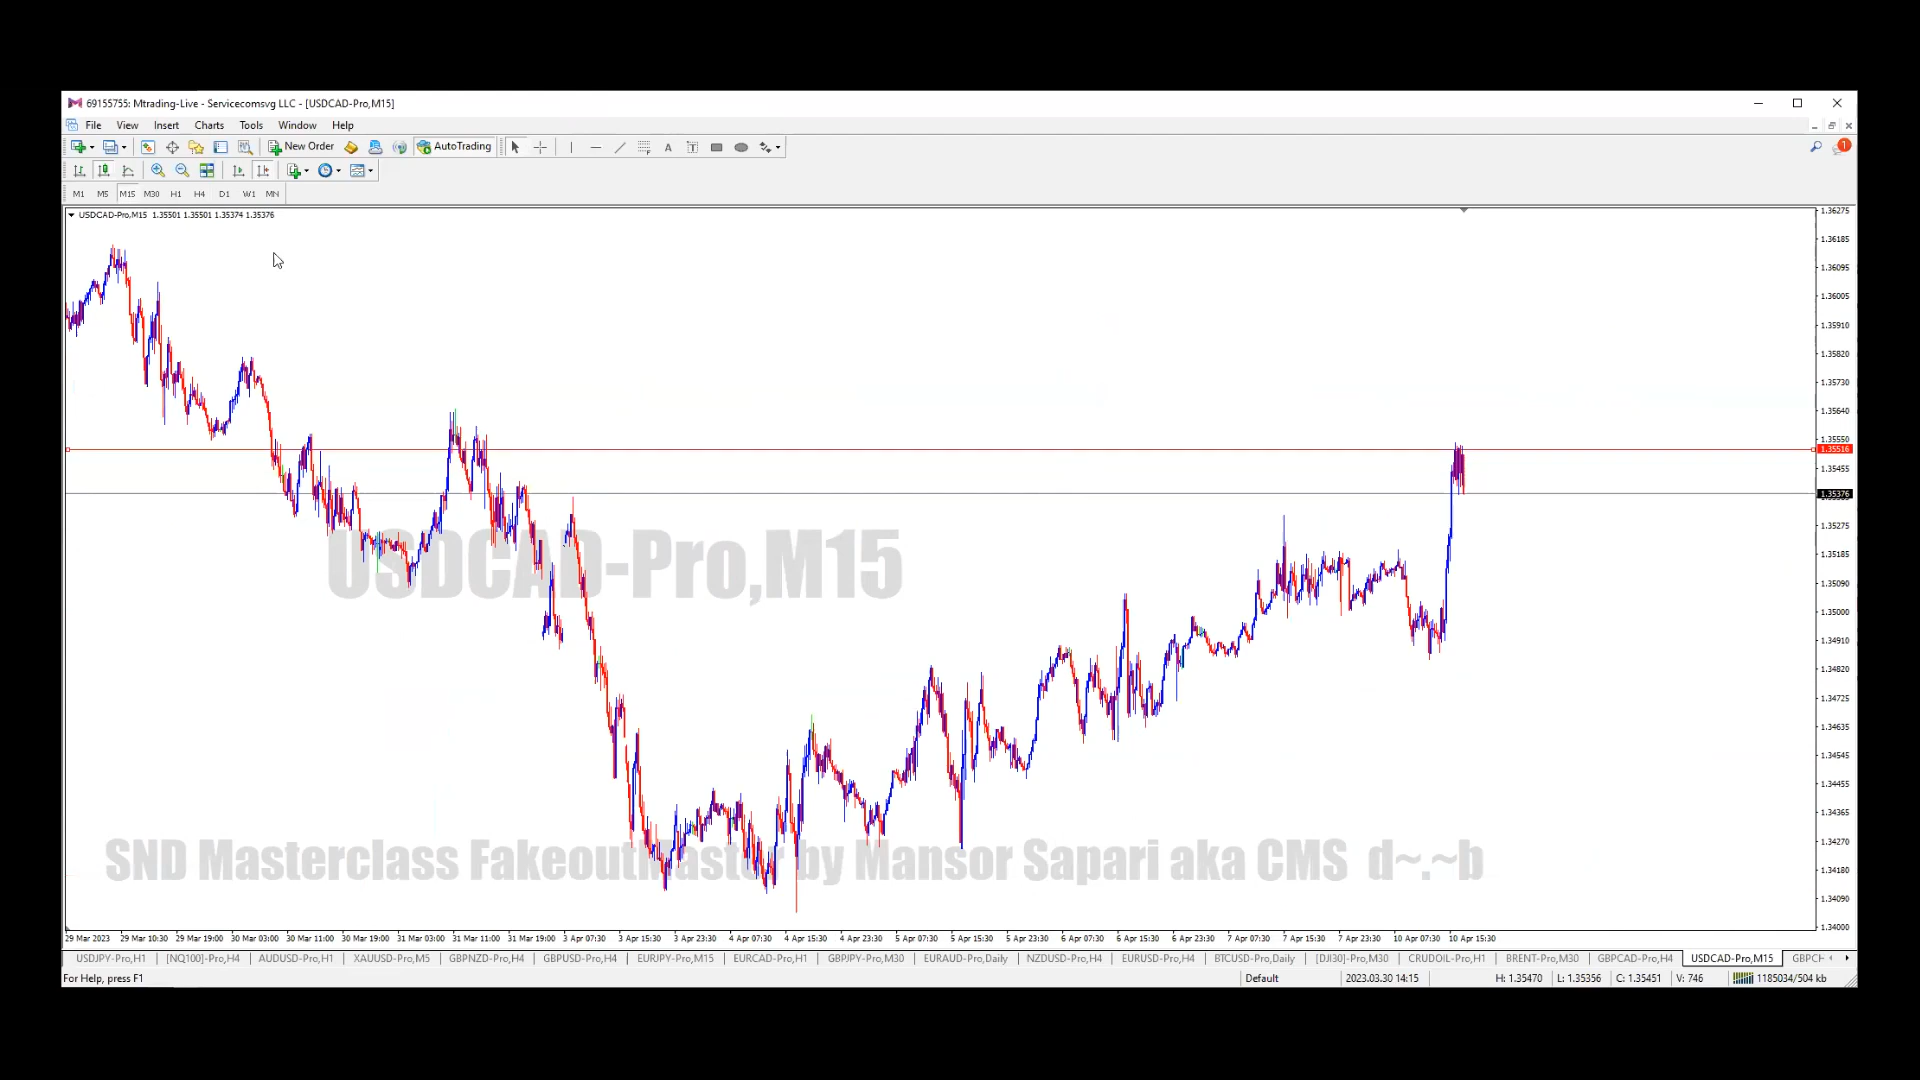 69155755: Mtrading-Live - Servicecomsvg LLC - [USDCAD-Pro,M15]
File View Insert Charts Tools Window Help
New Order AutoTrading
M1 M5 M15 M30 H1 H4 D1 W1 MN
USDCAD-Pro,M15 1.35501 1.35501 1.35374 1.35376
1.36275
1.36185
1.36095
1.36005
1.35910
1.35820
1.35730
1.35640
1.35550
1.35516
1.35455
1.35376
1.35275
1.35185
1.35090
1.35000
1.34910
1.34820
1.34725
1.34635
1.34545
1.34455
1.34365
1.34270
1.34180
1.34090
1.34000
USDCAD-Pro,M15
SND Masterclass FakeoutMaster by Mansor Sapari aka CMS d~.~b
29 Mar 2023 29 Mar 10:30 29 Mar 19:00 30 Mar 03:00 30 Mar 11:00 30 Mar 19:00 31 Mar 03:00 31 Mar 11:00 31 Mar 19:00 3 Apr 07:30 3 Apr 15:30 3 Apr 23:30 4 Apr 07:30 4 Apr 15:30 4 Apr 23:30 5 Apr 07:30 5 Apr 15:30 5 Apr 23:30 6 Apr 07:30 6 Apr 15:30 6 Apr 23:30 7 Apr 07:30 7 Apr 15:30 7 Apr 23:30 10 Apr 07:30 10 Apr 15:30
USDJPY-Pro,H1 [NQ100]-Pro,H4 AUDUSD-Pro,H1 XAUUSD-Pro,M5 GBPNZD-Pro,H4 GBPUSD-Pro,H4 EURJPY-Pro,M15 EURCAD-Pro,H1 GBPJPY-Pro,M30 EURAUD-Pro,Daily NZDUSD-Pro,H4 EURUSD-Pro,H4 BTCUSD-Pro,Daily [DJI30]-Pro,M30 CRUDOIL-Pro,H1 BRENT-Pro,M30 GBPCAD-Pro,H4 USDCAD-Pro,M15 GBPCH
For Help, press F1 Default 2023.03.30 14:15 H: 1.35470 L: 1.35356 C: 1.35451 V: 746 1185034/504 kb